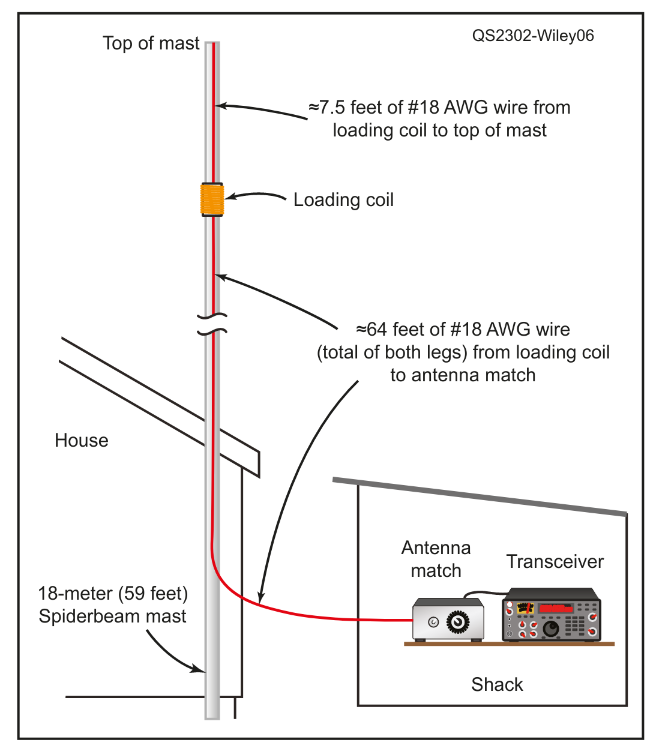 QS2302-Wiley06
Top of mast
≈7.5 feet of #18 AWG wire from
loading coil to top of mast
Loading coil
≈64 feet of #18 AWG wire
(total of both legs) from loading coil
to antenna match
House
Antenna
match
Transceiver
18-meter (59 feet)
Spiderbeam mast
Shack